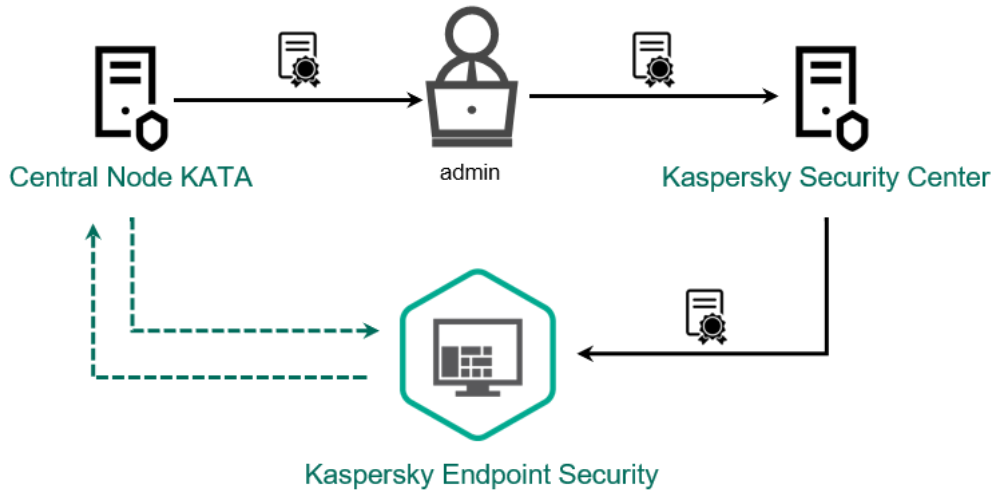 admin
Central Node KATA
Kaspersky Security Center
Kaspersky Endpoint Security